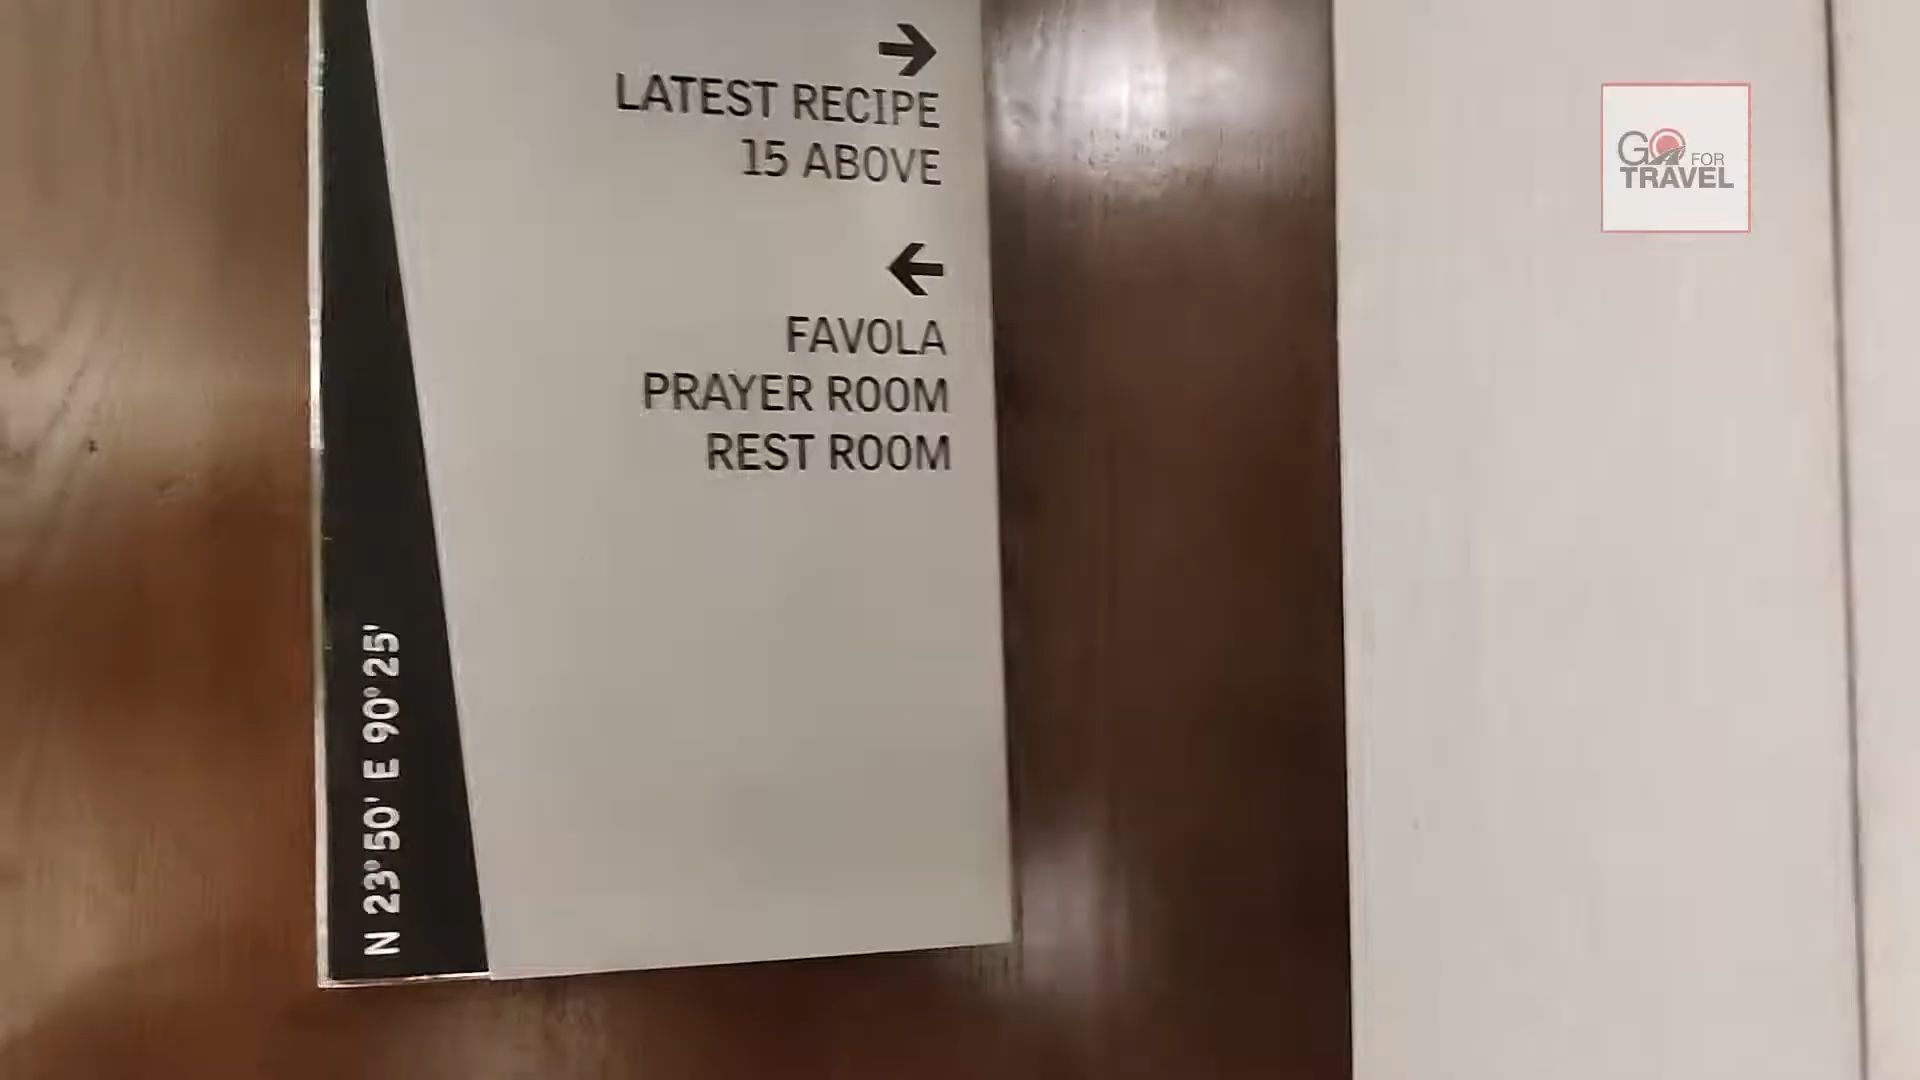 LATEST RECIPE
15 ABOVE
FAVOLA
PRAYER ROOM
REST ROOM
N 23°50' E 90°25'
GO FOR
TRAVEL